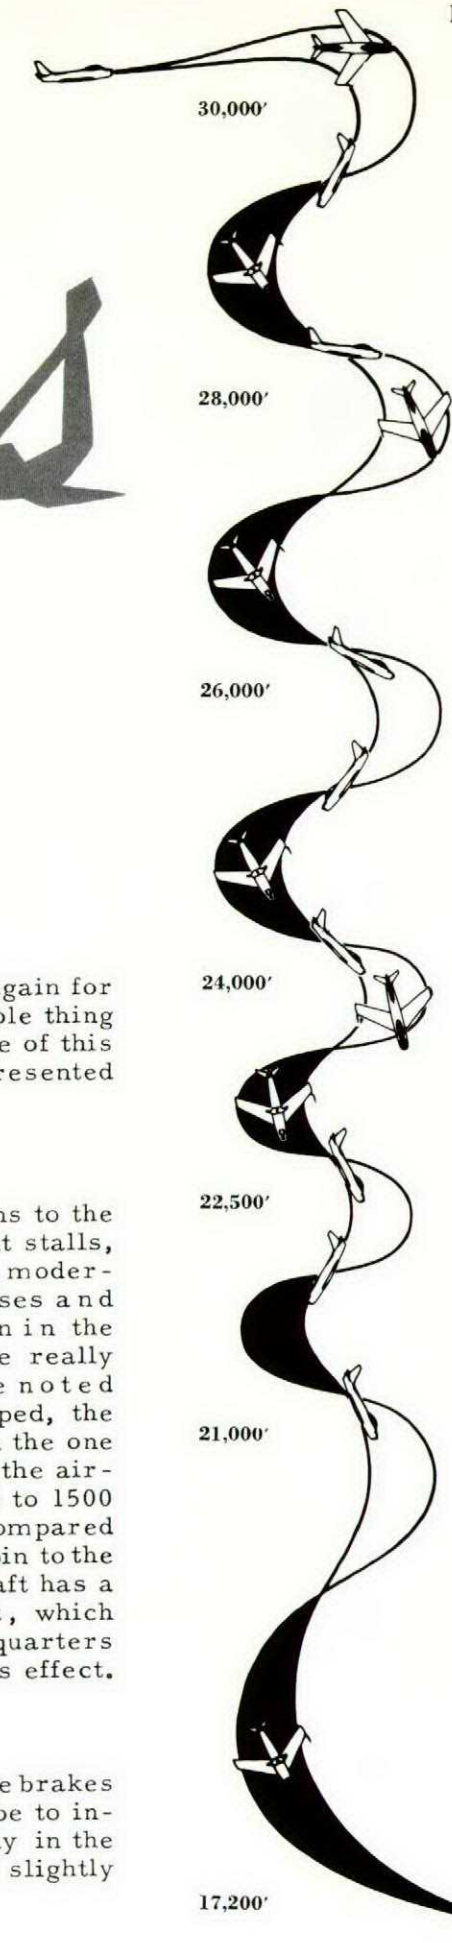 30,000′
28,000′
26,000′
gain for
ole thing
e of this
resented
24,000′
ns to the
t stalls,
moder-
ses and
n in the
e really
e noted
ped, the
the one
the air-
to 1500
ompared
in to the
aft has a
, which
quarters
s effect.
22,500′
21,000′
e brakes
be to in-
y in the
slightly
17,200′